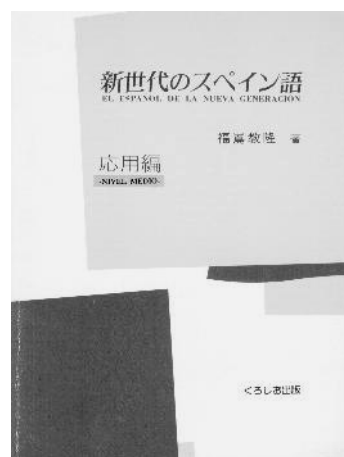 新世代のスペイン語
EL ESPAÑOL DE LA NUEVA GENERACIÓN
福嶌教隆 著
応用編
-NIVEL MEDIO-
くろしお出版